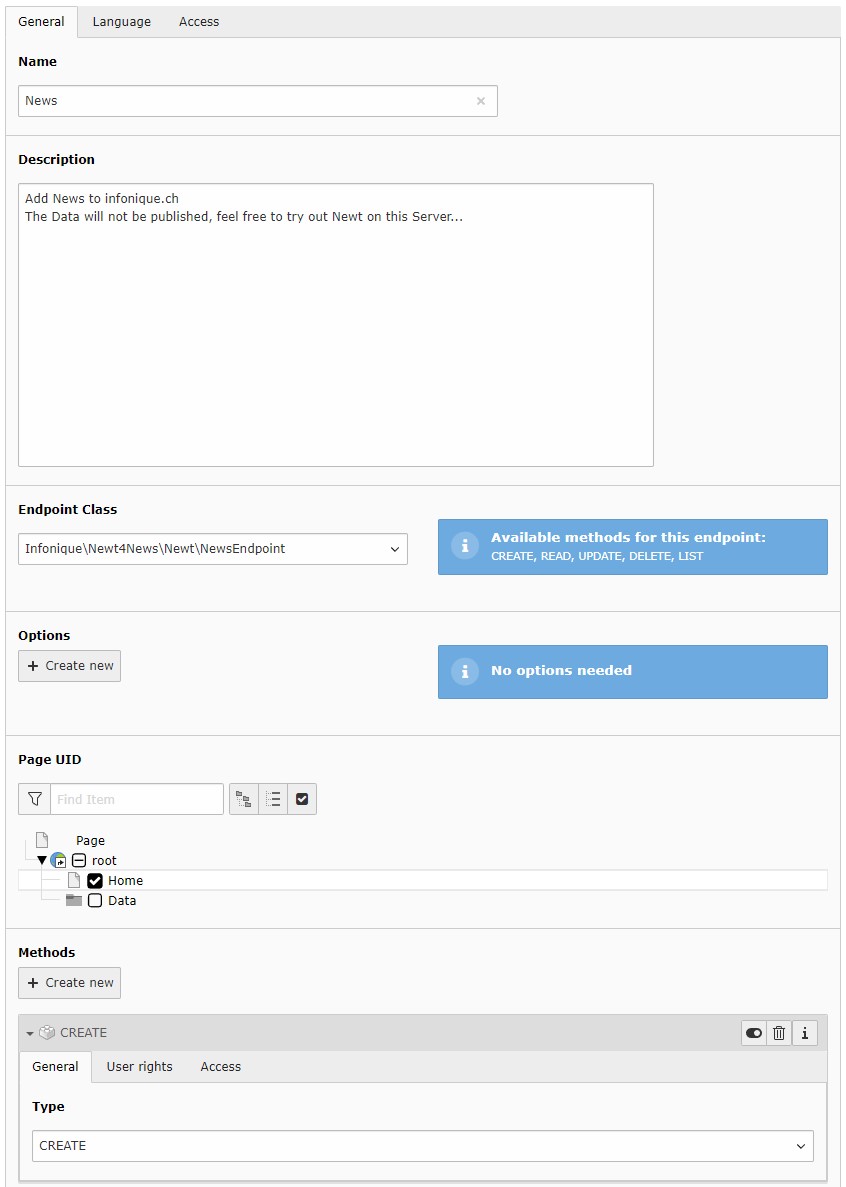 General Language Access
Name
News
Description
Add News to infonique.ch
The Data will not be published, feel free to try out Newt on this Server...
Endpoint Class
Infonique\Newt4News\Newt\NewsEndpoint
Available methods for this endpoint:
CREATE, READ, UPDATE, DELETE, LIST
Options
Create new
No options needed
Page UID
Find Item
Page
root
Home
Data
Methods
Create new
CREATE
General User rights Access
Type
CREATE